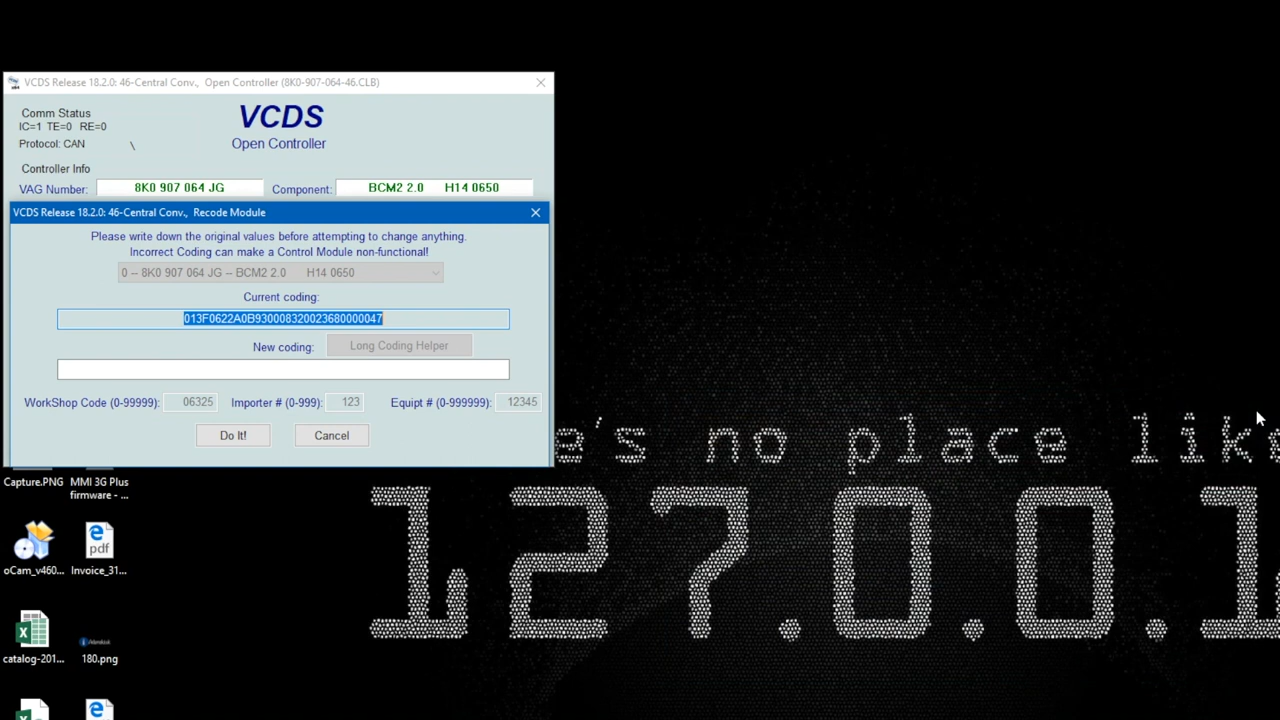 VCDS Release 18.2.0: 46-Central Conv., Open Controller (8K0-907-064-46.CLB)
Comm Status
IC=1 TE=0 RE=0
Protocol: CAN \
VCDS
Open Controller
Controller Info
VAG Number: 8K0 907 064 JG Component: BCM2 2.0 H14 0650
VCDS Release 18.2.0: 46-Central Conv., Recode Module
Please write down the original values before attempting to change anything.
Incorrect Coding can make a Control Module non-functional!
0 -- 8K0 907 064 JG -- BCM2 2.0 H14 0650
Current coding:
013F0622A0B930008320023680000047
New coding: Long Coding Helper
WorkShop Code (0-99999): 06325 Importer # (0-999): 123 Equipt # (0-999999): 12345
Do It! Cancel
e's no place lik
127.0.0.1
Capture.PNG MMI 3G Plus
firmware - ...
oCam_v460... Invoice_31...
pdf
catalog-201... 180.png